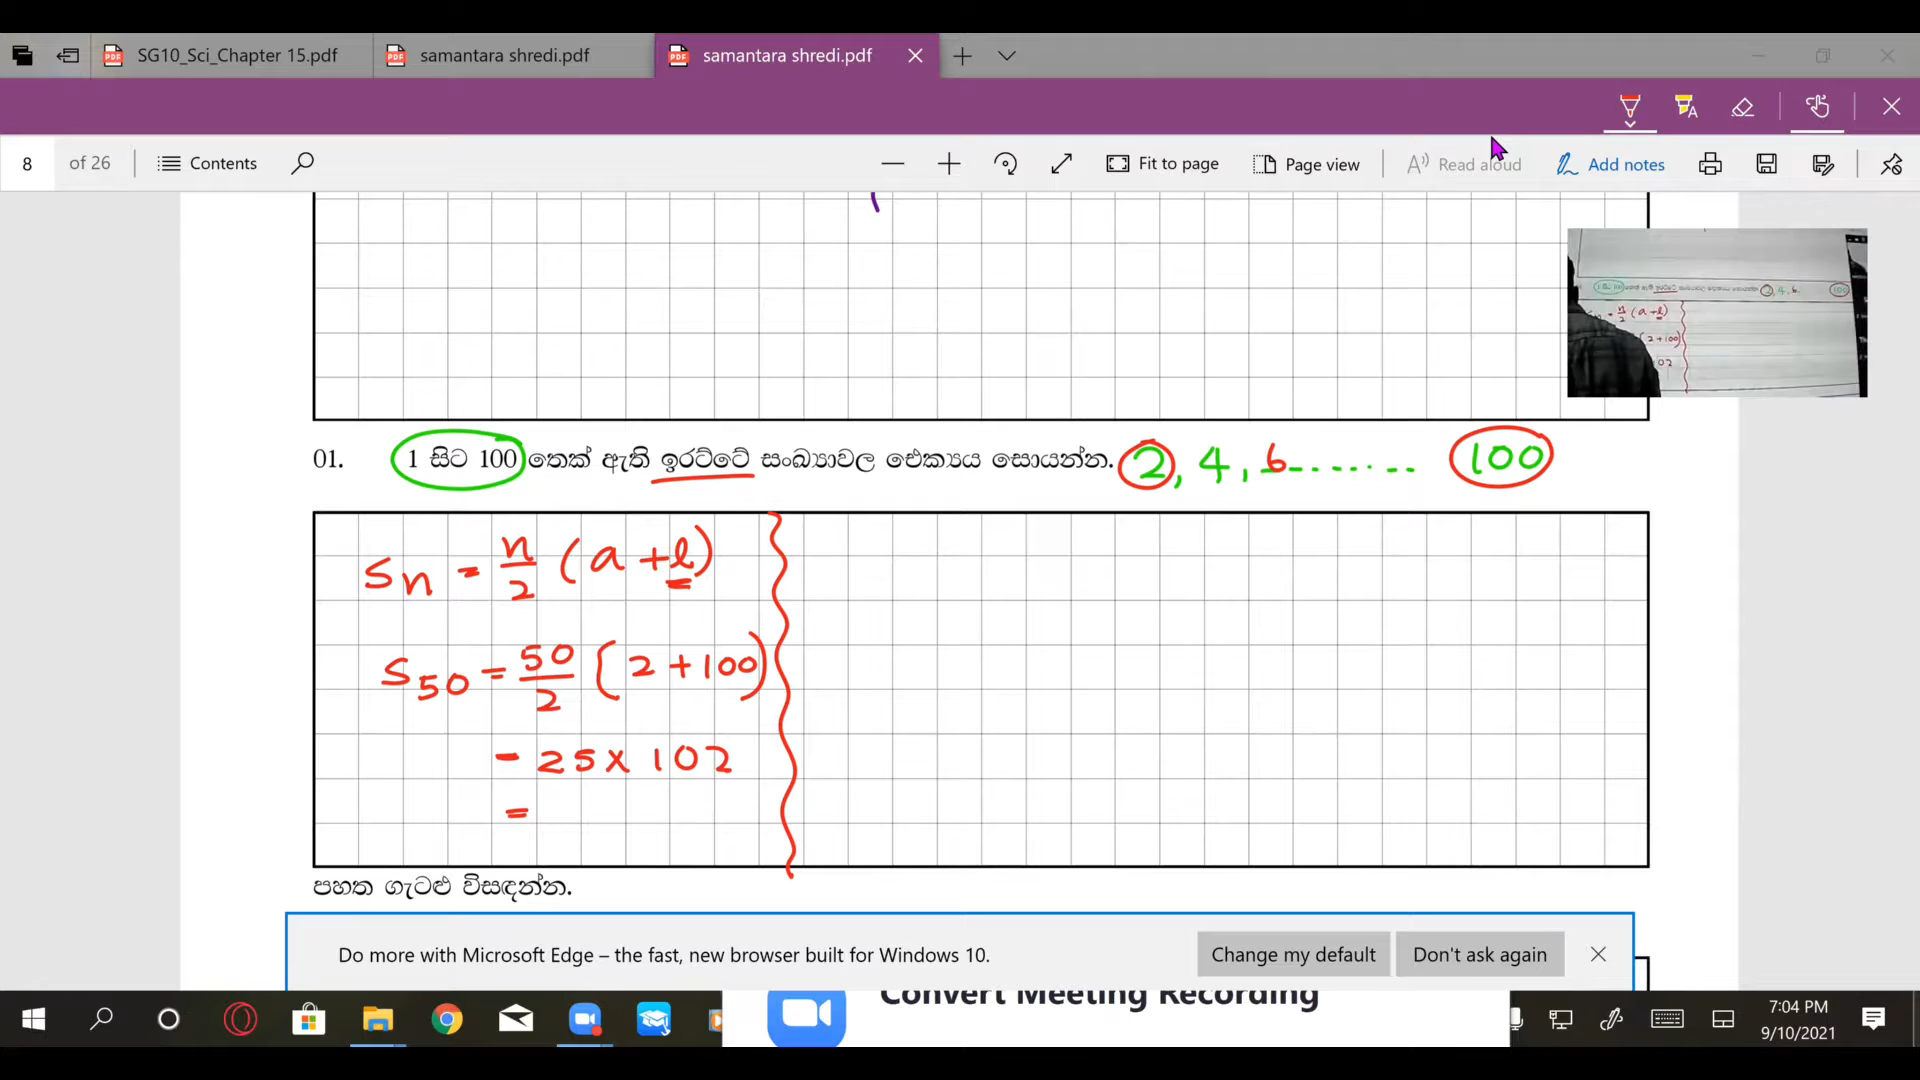 SG10_Sci_Chapter 15.pdf
samantara shredi.pdf
samantara shredi.pdf
8 of 26
Contents
Fit to page
Page view
Read aloud
Add notes
01. 1 සිට 100 තෙක් ඇති ඉරට්ටේ සංඛ්‍යාවල ඓක්‍යය සොයන්න. 2, 4, 6........ 100
Sn = n/2 (a + l)
S50 = 50/2 (2 + 100)
= 25 x 102
=
පහත ගැටළු විසඳන්න.
Do more with Microsoft Edge – the fast, new browser built for Windows 10.
Change my default
Don't ask again
Convert Meeting Recording
7:04 PM
9/10/2021